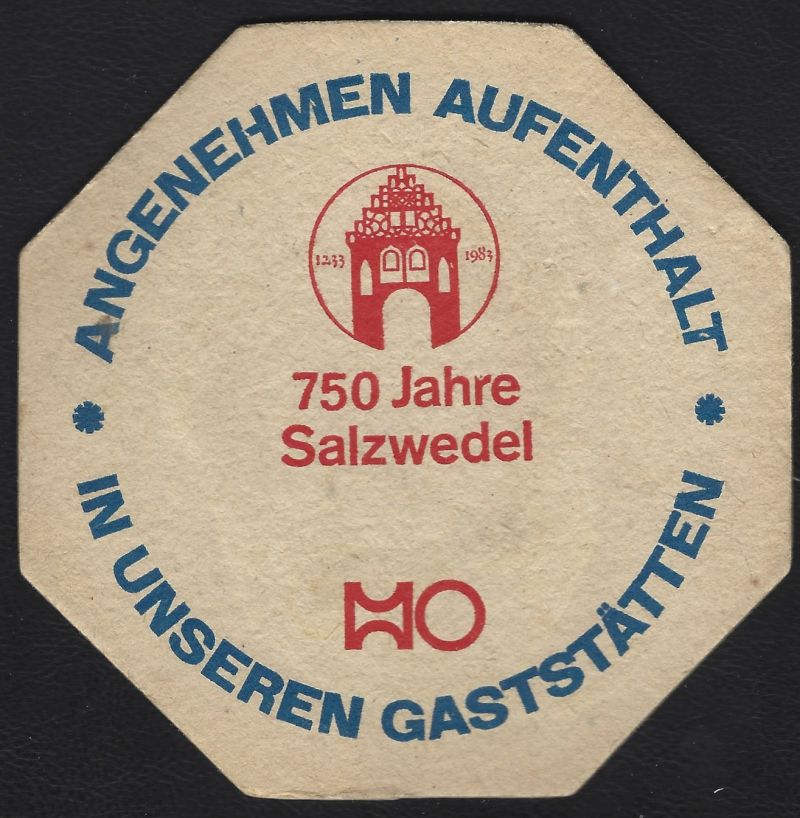 ANGENEHMEN AUFENTHALT
1233 1983
750 Jahre
Salzwedel
HO
* IN UNSEREN GASTSTÄTTEN *